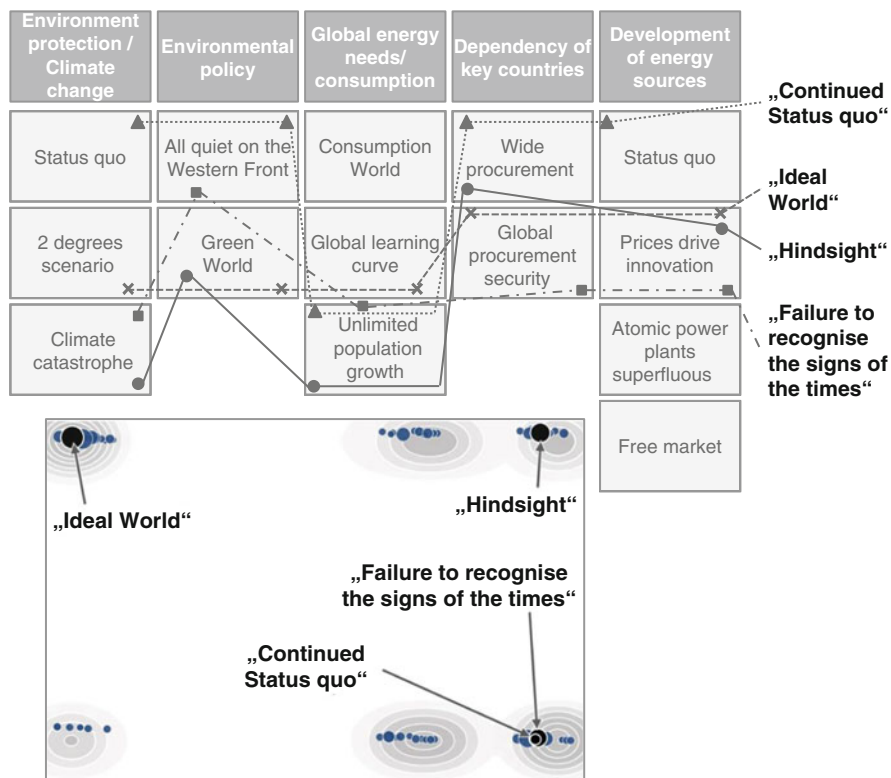 Environment
protection /
Climate
change
Environmental
policy
Global energy
needs/
consumption
Dependency of
key countries
Development
of energy
sources
Status quo
All quiet on the
Western Front
Consumption
World
Wide
procurement
Status quo
„Continued
Status quo“
„Ideal
World“
2 degrees
scenario
Green
World
Global learning
curve
Global
procurement
security
Prices drive
innovation
„Hindsight“
Climate
catastrophe
Unlimited
population
growth
Atomic power
plants
superfluous
„Failure to
recognise
the signs of
the times“
Free market
„Ideal World“
„Hindsight“
„Failure to recognise
the signs of the times“
„Continued
Status quo“